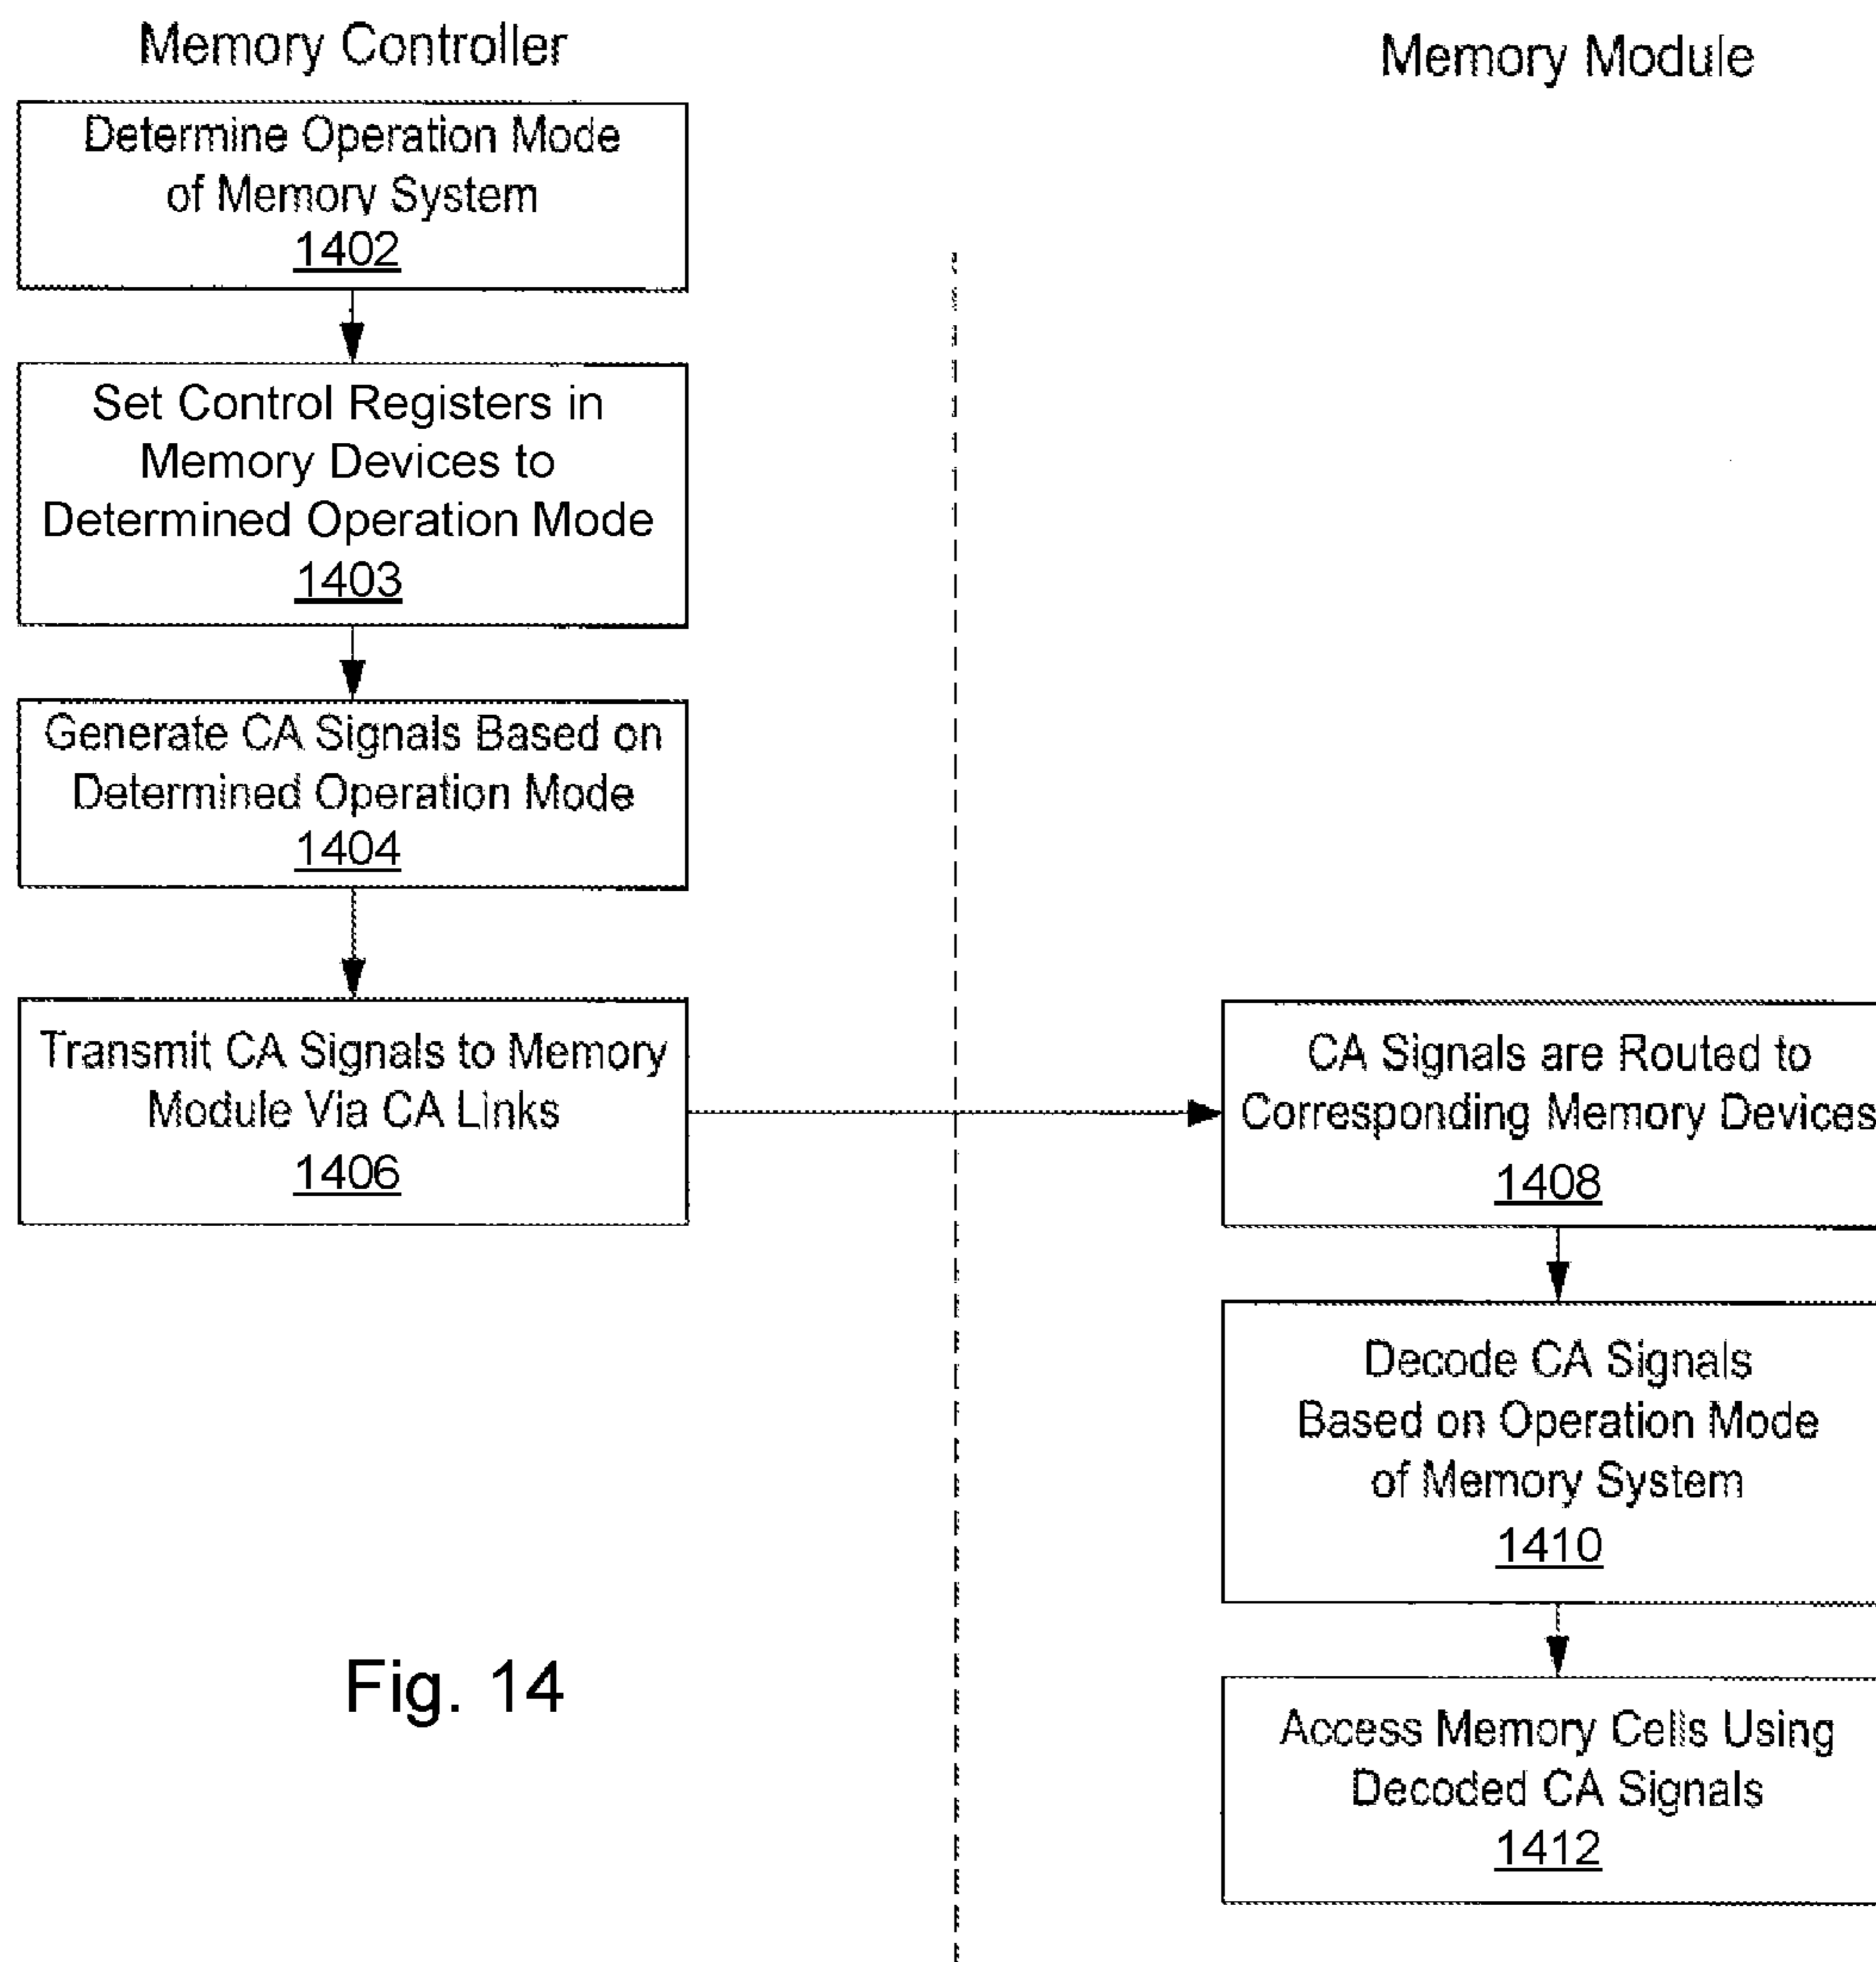 Memory Controller
Determine Operation Mode
of Memory System
1402
Set Control Registers in
Memory Devices to
Determined Operation Mode
1403
Generate CA Signals Based on
Determined Operation Mode
1404
Transmit CA Signals to Memory
Module Via CA Links
1406
Memory Module
CA Signals are Routed to
Corresponding Memory Devices
1408
Decode CA Signals
Based on Operation Mode
of Memory System
1410
Access Memory Cells Using
Decoded CA Signals
1412
Fig. 14